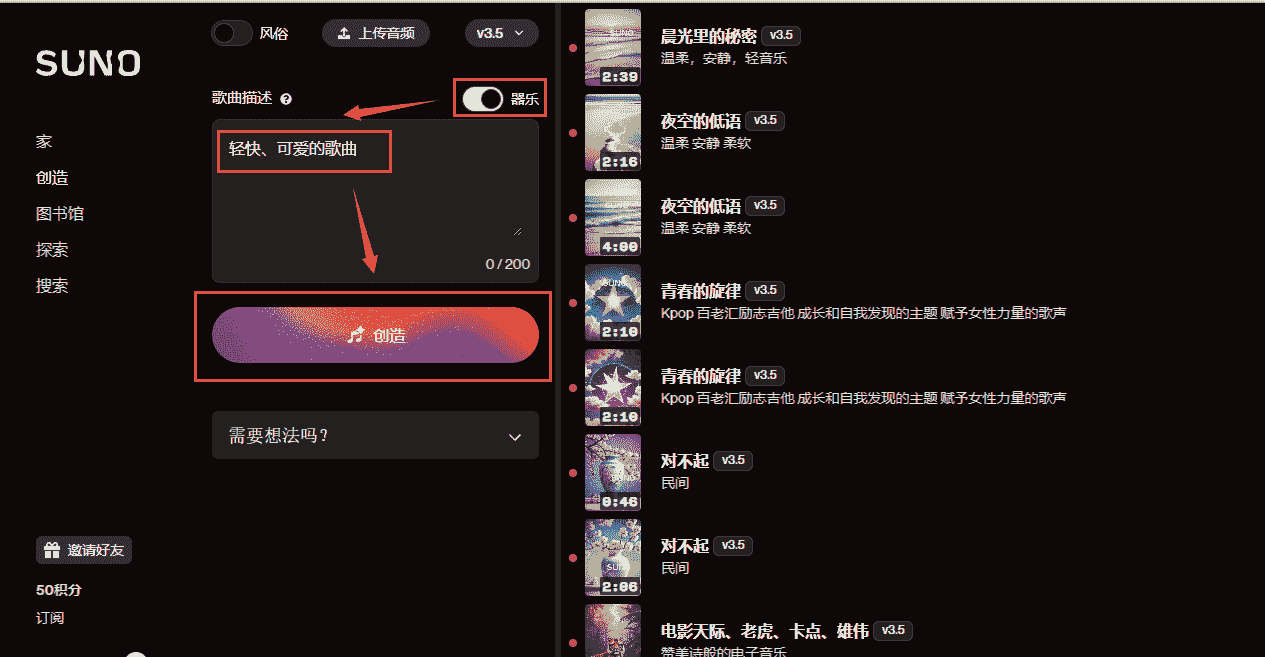 SUNO
家
创造
图书馆
探索
搜索
邀请好友
50积分
订阅
风俗
上传音频
v3.5
歌曲描述
器乐
轻快、可爱的歌曲
0 / 200
创造
需要想法吗?
2:39
晨光里的秘密 v3.5
温柔，安静，轻音乐
2:16
夜空的低语 v3.5
温柔 安静 柔软
4:00
夜空的低语 v3.5
温柔 安静 柔软
SUNO
2:10
青春的旋律 v3.5
Kpop 百老汇励志吉他 成长和自我发现的主题 赋予女性力量的歌声
2:10
青春的旋律 v3.5
Kpop 百老汇励志吉他 成长和自我发现的主题 赋予女性力量的歌声
0:46
对不起 v3.5
民间
2:06
对不起 v3.5
民间
电影天际、老虎、卡点、雄伟 v3.5
赞美诗般的电子音乐